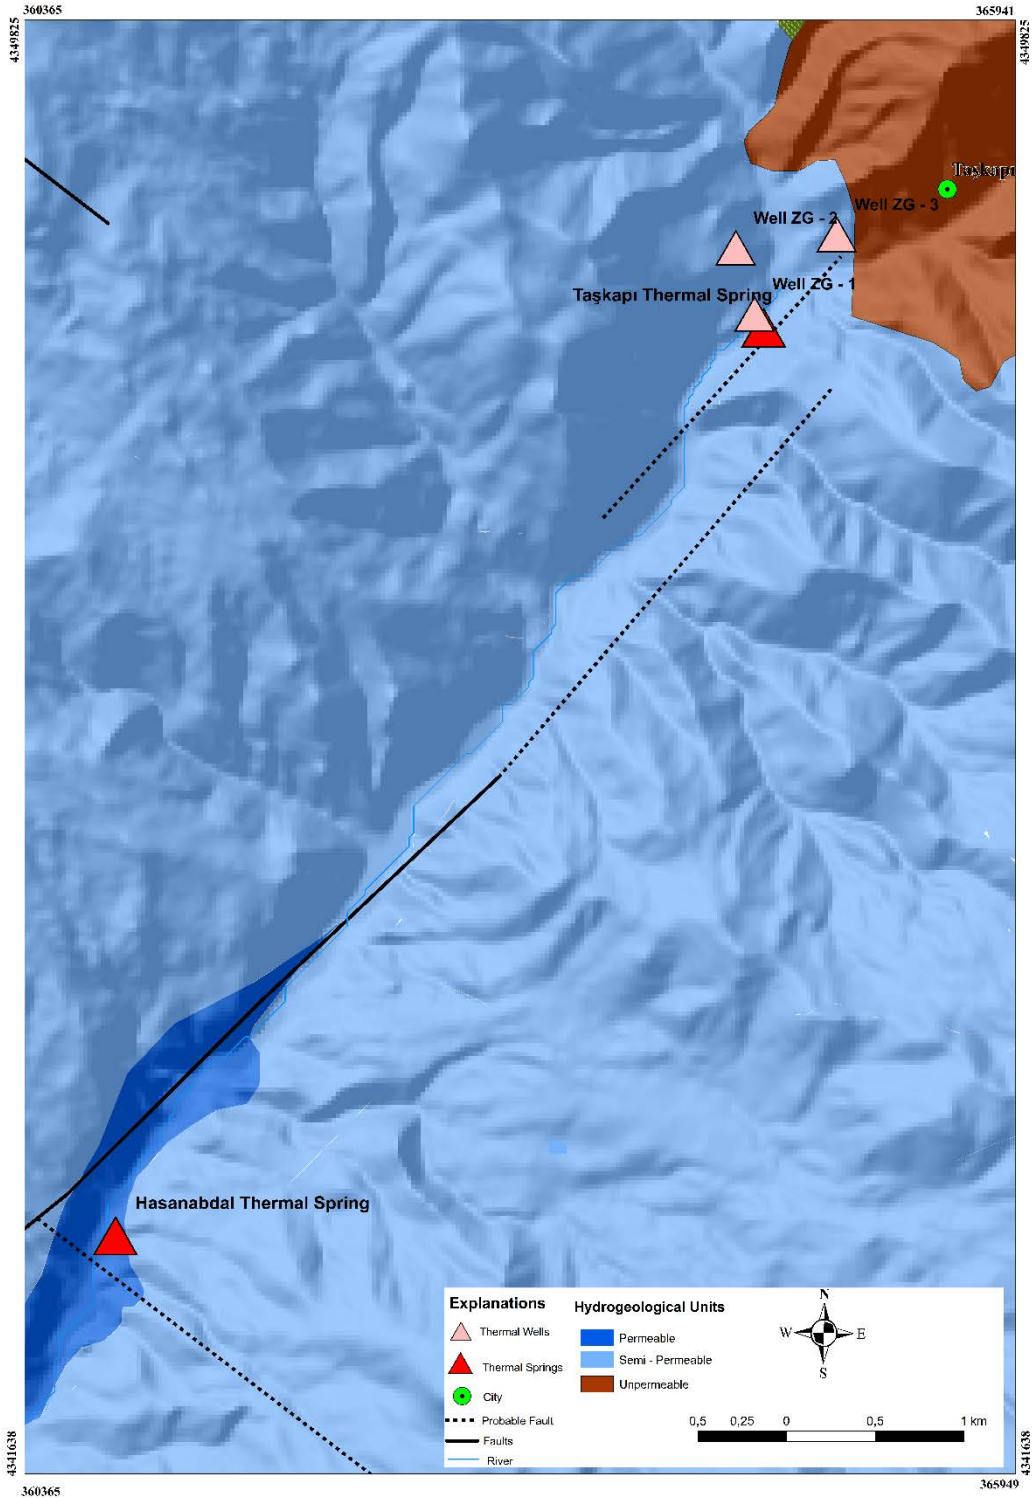 360365
365941
4349825
4349825
Taşkapı
Well ZG - 3
Well ZG - 2
Well ZG - 1
Taşkapı Thermal Spring
Hasanabdal Thermal Spring
Explanations
Thermal Wells
Thermal Springs
City
Probable Fault
Faults
River
Hydrogeological Units
Permeable
Semi - Permeable
Unpermeable
N
W
E
S
0,5 0,25 0 0,5 1 km
4341638
4341638
360365
365949